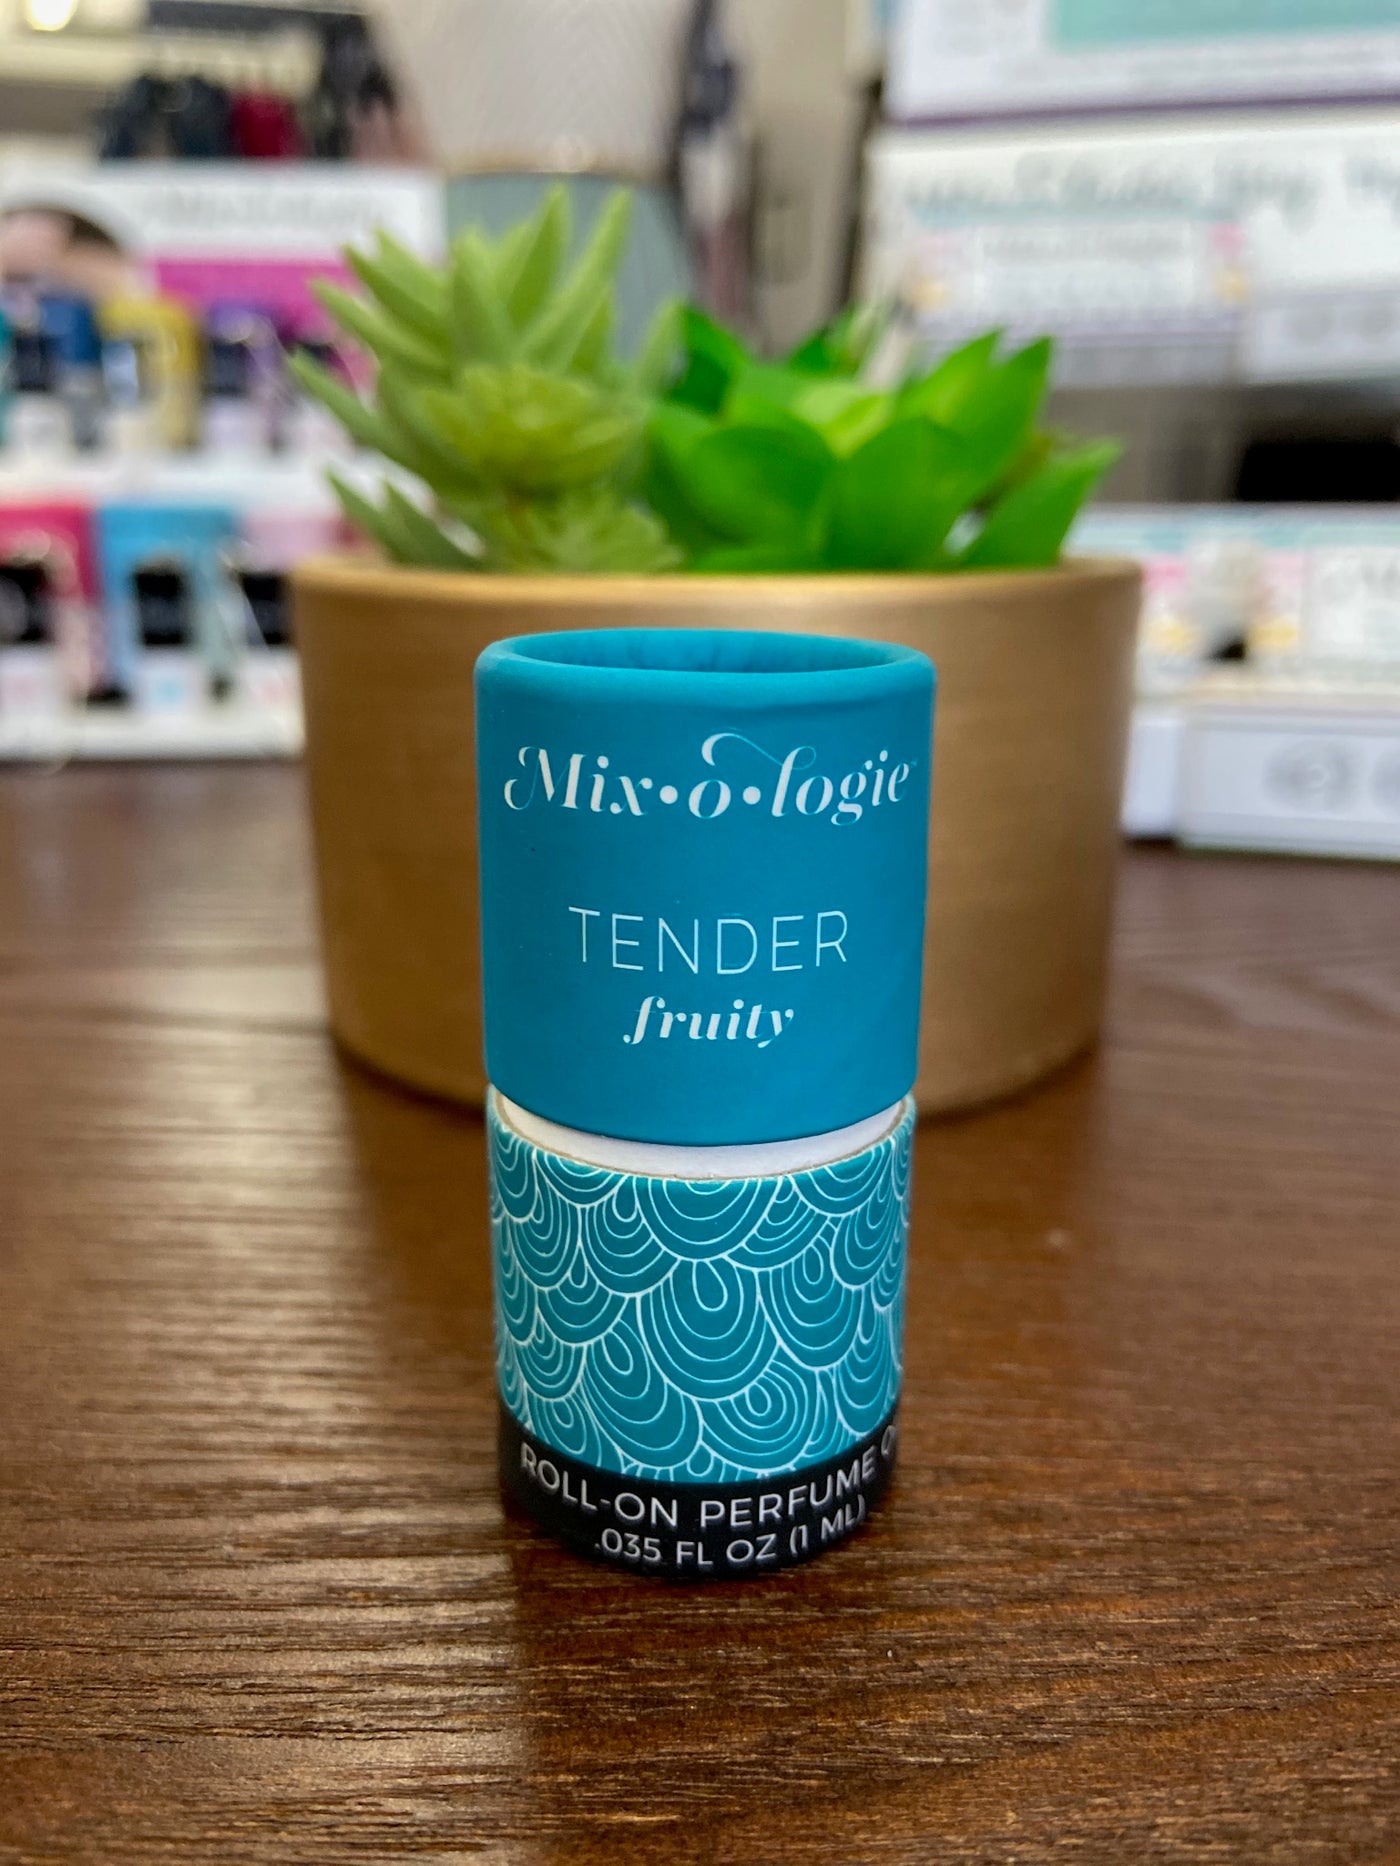 Mix•o•logie
TENDER
fruity
ROLL-ON PERFUME
.035 FL OZ (1 ML)